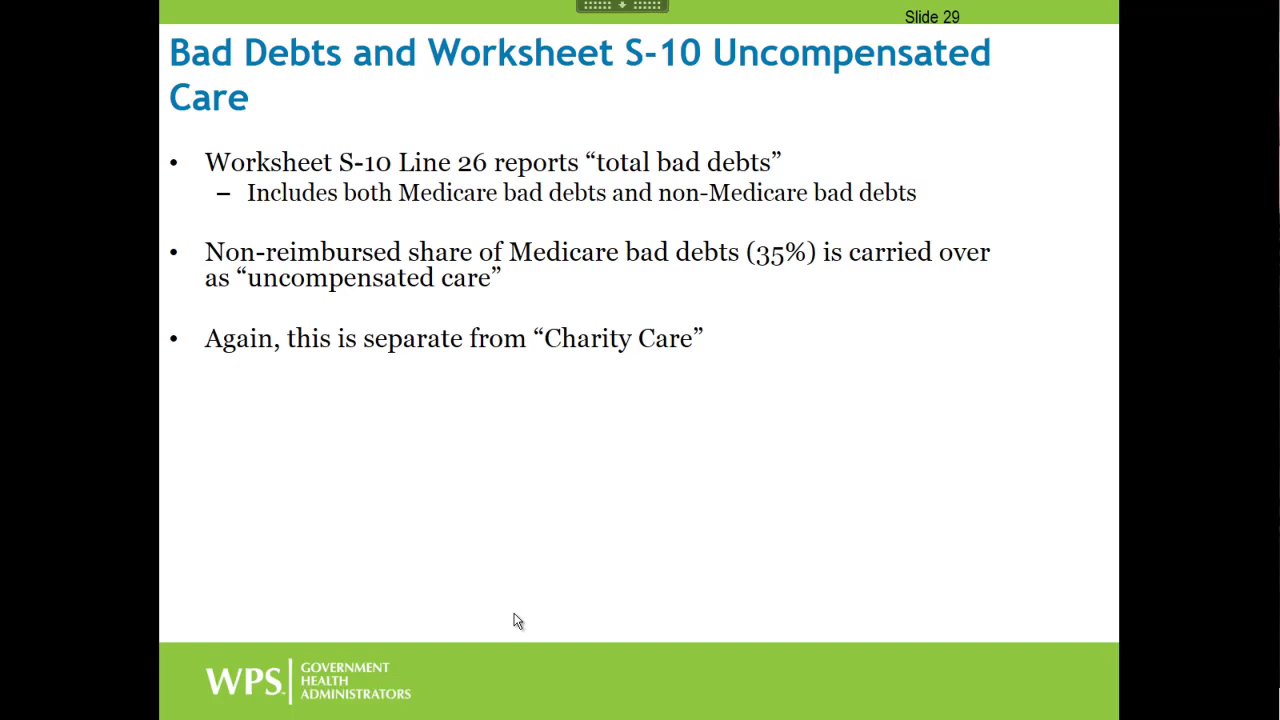 Slide 29
Bad Debts and Worksheet S-10 Uncompensated
Care
• Worksheet S-10 Line 26 reports “total bad debts”
– Includes both Medicare bad debts and non-Medicare bad debts
• Non-reimbursed share of Medicare bad debts (35%) is carried over
as “uncompensated care”
• Again, this is separate from “Charity Care”
WPS
GOVERNMENT
HEALTH
ADMINISTRATORS